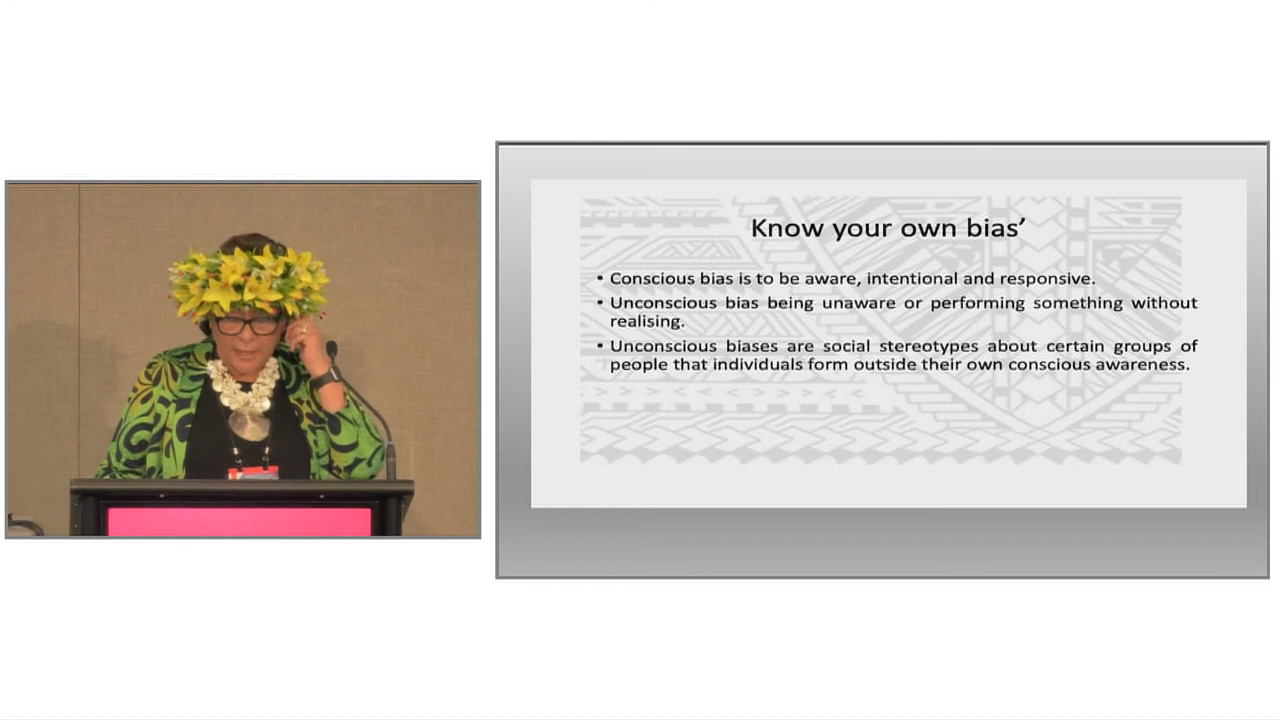 Know your own bias’
• Conscious bias is to be aware, intentional and responsive.
• Unconscious bias being unaware or performing something without
realising.
• Unconscious biases are social stereotypes about certain groups of
people that individuals form outside their own conscious awareness.